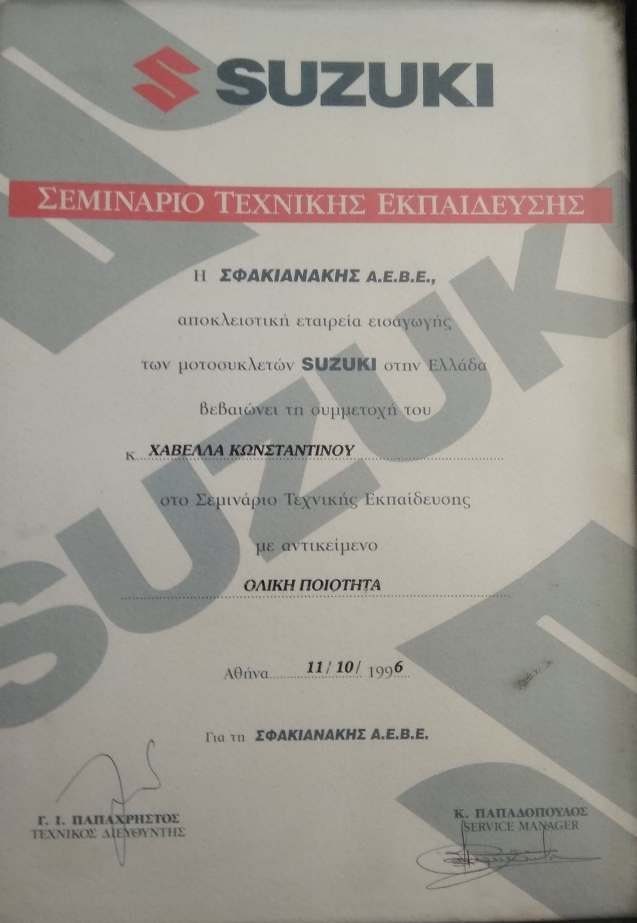 SUZUKI
ΣΕΜΙΝΑΡΙΟ ΤΕΧΝΙΚΗΣ ΕΚΠΑΙΔΕΥΣΗΣ
Η ΣΦΑΚΙΑΝΑΚΗΣ Α.Ε.Β.Ε.,
αποκλειστική εταιρεία εισαγωγής
των μοτοσυκλετών SUZUKI στην Ελλάδα
βεβαιώνει τη συμμετοχή του
κ. ΧΑΒΕΛΛΑ ΚΩΝΣΤΑΝΤΙΝΟΥ
στο Σεμινάριο Τεχνικής Εκπαίδευσης
με αντικείμενο
ΟΛΙΚΗ ΠΟΙΟΤΗΤΑ
Αθήνα 11/ 10/ 1996
Για τη ΣΦΑΚΙΑΝΑΚΗΣ Α.Ε.Β.Ε.
Γ. Ι. ΠΑΠΑΧΡΗΣΤΟΣ
ΤΕΧΝΙΚΟΣ ΔΙΕΥΘΥΝΤΗΣ
Κ. ΠΑΠΑΔΟΠΟΥΛΟΣ
SERVICE MANAGER
SUZUKI